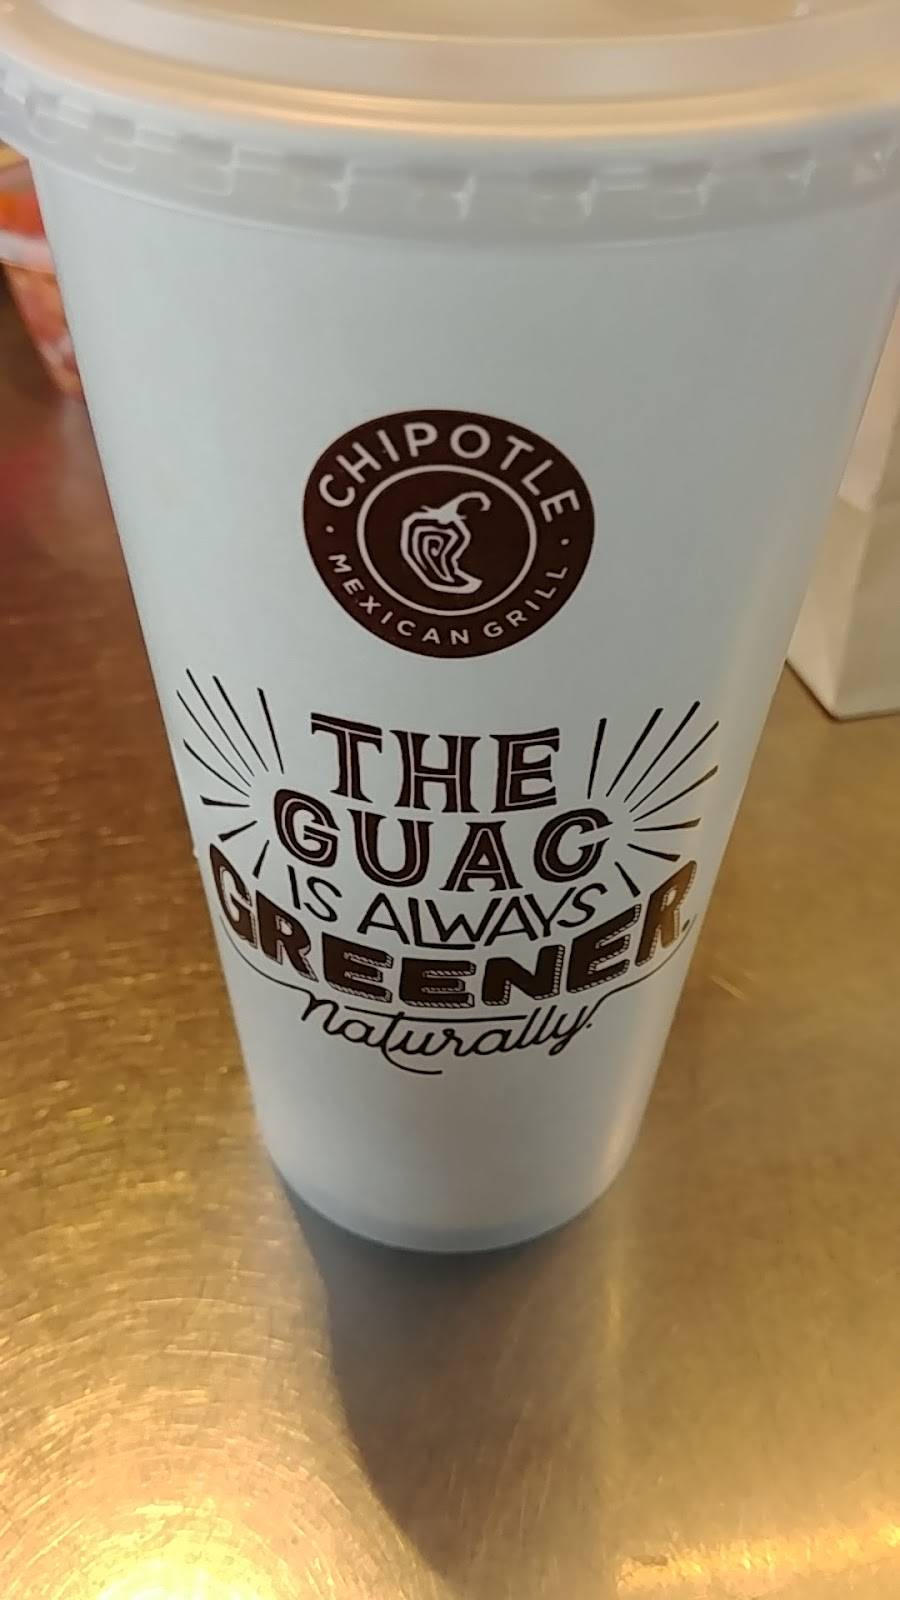 CHIPOTLE
· MEXICAN GRILL ·
THE
GUAC
IS ALWAYS
GREENER.
naturally.